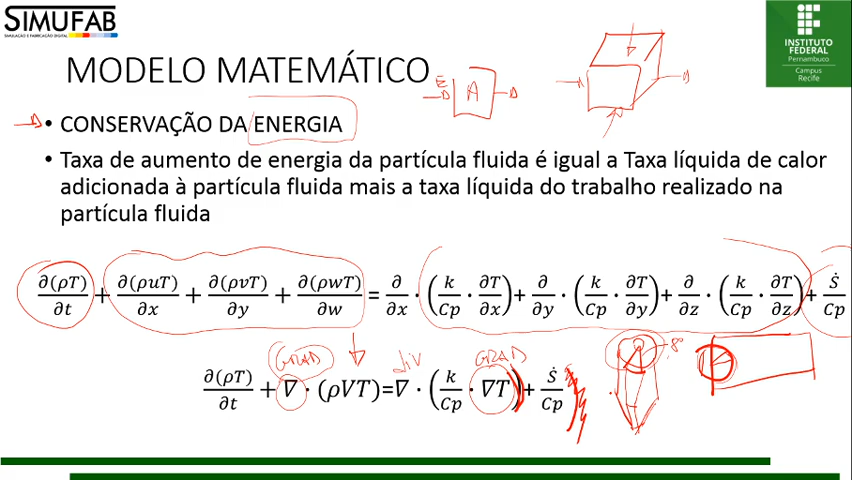 SIMUFAB
SIMULAÇÃO E FABRICAÇÃO DIGITAL
INSTITUTO
FEDERAL
Pernambuco
Campus
Recife
MODELO MATEMÁTICO
E
A
• CONSERVAÇÃO DA ENERGIA
• Taxa de aumento de energia da partícula fluida é igual a Taxa líquida de calor
adicionada à partícula fluida mais a taxa líquida do trabalho realizado na
partícula fluida
∂(ρT)/∂t + ∂(ρuT)/∂x + ∂(ρvT)/∂y + ∂(ρwT)/∂w = ∂/∂x · (k/Cp · ∂T/∂x) + ∂/∂y · (k/Cp · ∂T/∂y) + ∂/∂z · (k/Cp · ∂T/∂z) + Ṡ/Cp
GRAD div GRAD
∂(ρT)/∂t + ∇ · (ρVT)=∇ · (k/Cp · ∇T) + Ṡ/Cp